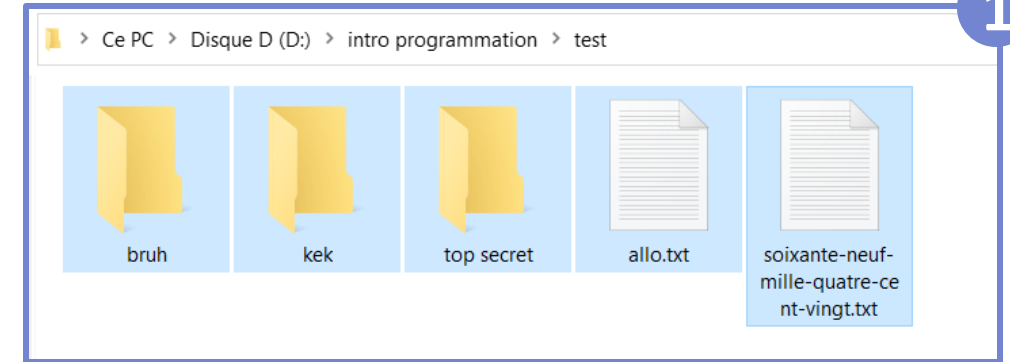 1
> Ce PC > Disque D (D:) > intro programmation > test
bruh
kek
top secret
allo.txt
soixante-neuf-
mille-quatre-ce
nt-vingt.txt